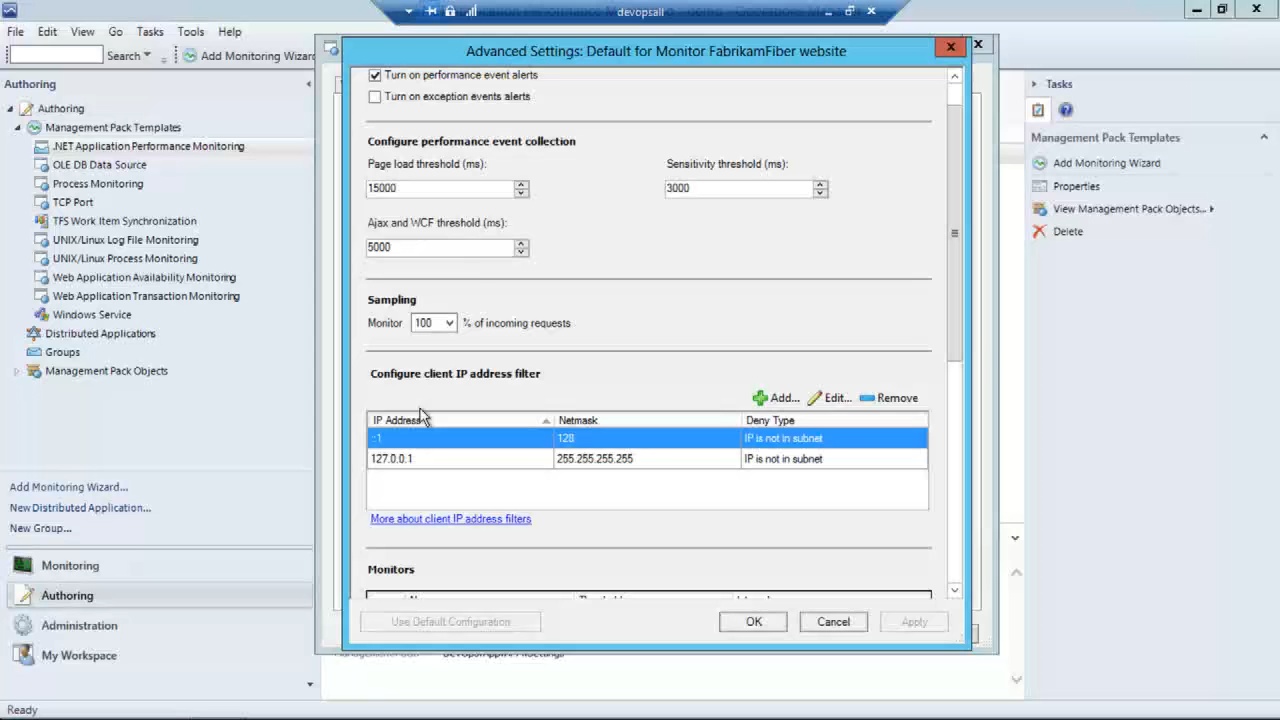 devopsall
File Edit View Go Tasks Tools Help
Search
Add Monitoring Wizard
Authoring
Authoring
Management Pack Templates
.NET Application Performance Monitoring
OLE DB Data Source
Process Monitoring
TCP Port
TFS Work Item Synchronization
UNIX/Linux Log File Monitoring
UNIX/Linux Process Monitoring
Web Application Availability Monitoring
Web Application Transaction Monitoring
Windows Service
Distributed Applications
Groups
Management Pack Objects
Add Monitoring Wizard...
New Distributed Application...
New Group...
Monitoring
Authoring
Administration
My Workspace
Ready
Advanced Settings: Default for Monitor FabrikamFiber website
Turn on performance event alerts
Turn on exception events alerts
Configure performance event collection
Page load threshold (ms): Sensitivity threshold (ms):
15000 3000
Ajax and WCF threshold (ms):
5000
Sampling
Monitor 100 % of incoming requests
Configure client IP address filter
Add... Edit... Remove
IP Address Netmask Deny Type
::1 128 IP is not in subnet
127.0.0.1 255.255.255.255 IP is not in subnet
More about client IP address filters
Monitors
Use Default Configuration OK Cancel Apply
Tasks
Management Pack Templates
Add Monitoring Wizard
Properties
View Management Pack Objects...
Delete